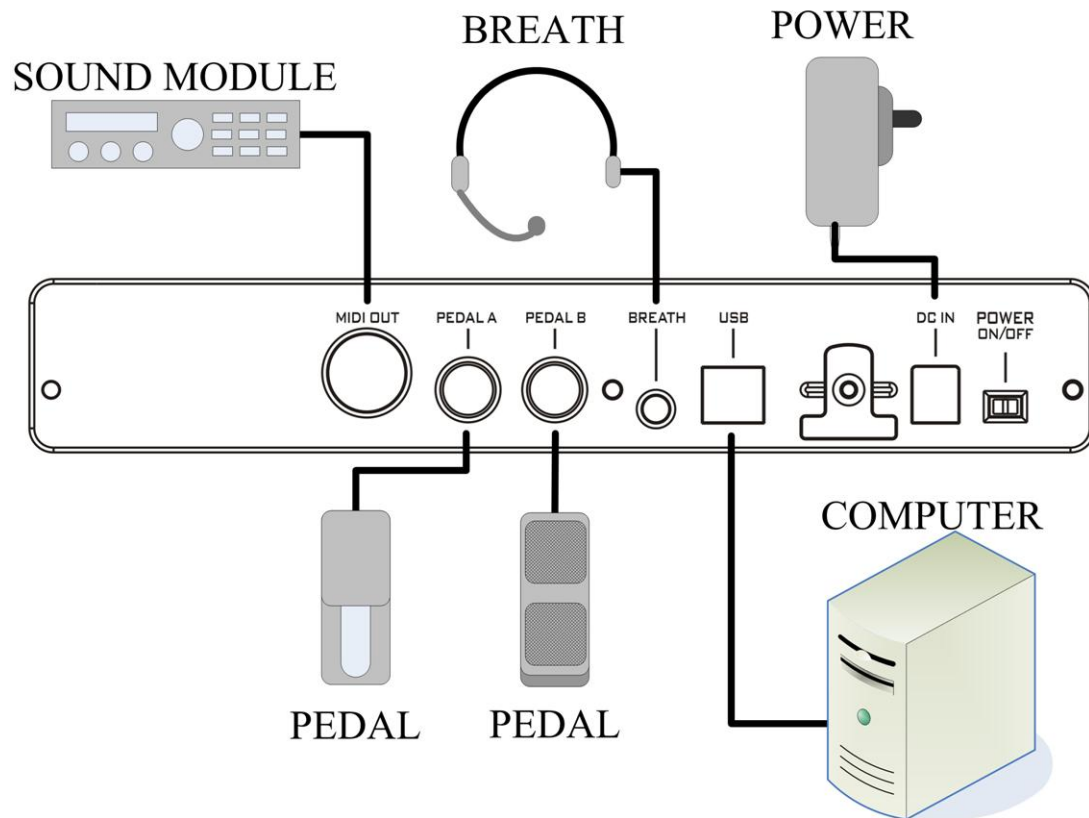 BREATH
POWER
SOUND MODULE
MIDI OUT
PEDAL A
PEDAL B
BREATH
USB
DC IN
POWER
ON/OFF
COMPUTER
PEDAL
PEDAL